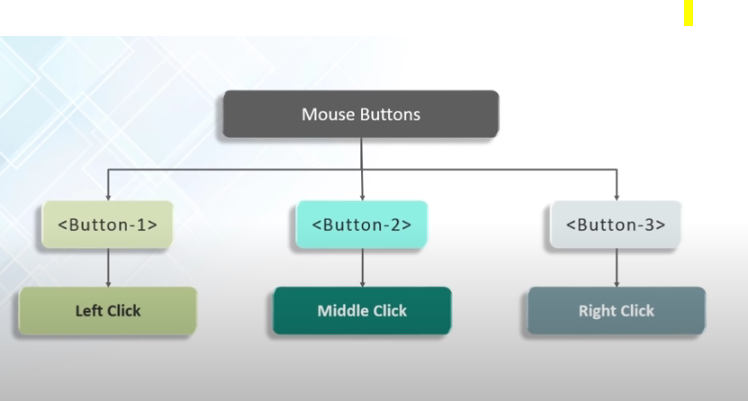 Mouse Buttons
<Button-1>
<Button-2>
<Button-3>
Left Click
Middle Click
Right Click